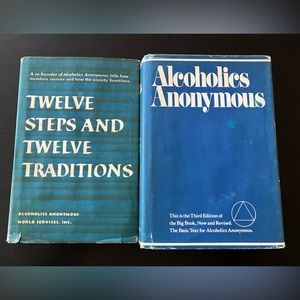 A co-founder of Alcoholics Anonymous tells how
members recover and how the society functions.
TWELVE
STEPS AND
TWELVE
TRADITIONS
ALCOHOLICS ANONYMOUS
WORLD SERVICES, INC.
Alcoholics
Anonymous
This is the Third Edition of
the Big Book, New and Revised.
The Basic Text for Alcoholics Anonymous.